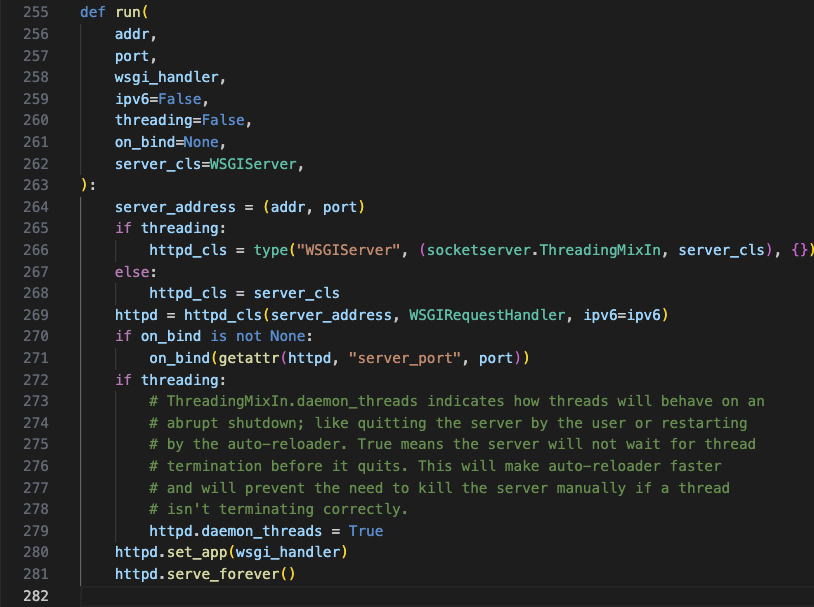 255 def run(
256     addr,
257     port,
258     wsgi_handler,
259     ipv6=False,
260     threading=False,
261     on_bind=None,
262     server_cls=WSGIServer,
263 ):
264     server_address = (addr, port)
265     if threading:
266         httpd_cls = type("WSGIServer", (socketserver.ThreadingMixIn, server_cls), {})
267     else:
268         httpd_cls = server_cls
269     httpd = httpd_cls(server_address, WSGIRequestHandler, ipv6=ipv6)
270     if on_bind is not None:
271         on_bind(getattr(httpd, "server_port", port))
272     if threading:
273         # ThreadingMixIn.daemon_threads indicates how threads will behave on an
274         # abrupt shutdown; like quitting the server by the user or restarting
275         # by the auto-reloader. True means the server will not wait for thread
276         # termination before it quits. This will make auto-reloader faster
277         # and will prevent the need to kill the server manually if a thread
278         # isn't terminating correctly.
279         httpd.daemon_threads = True
280     httpd.set_app(wsgi_handler)
281     httpd.serve_forever()
282